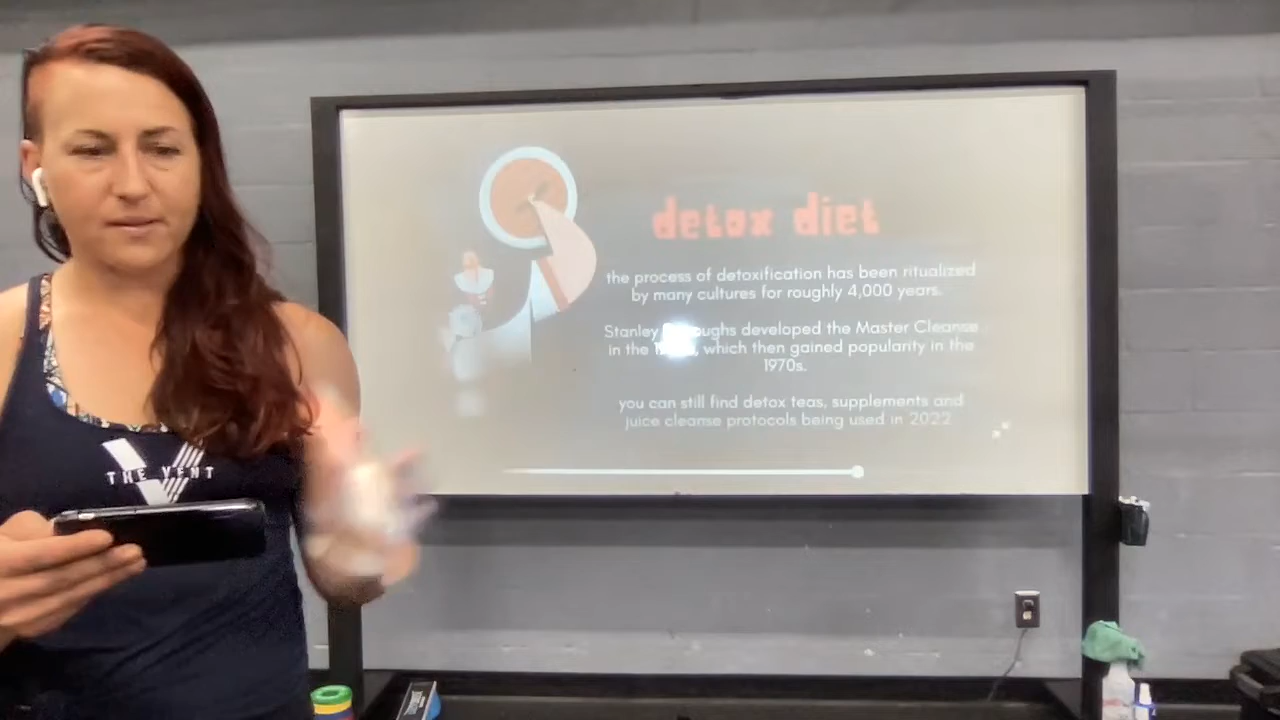 detox diet
the process of detoxification has been ritualized
by many cultures for roughly 4,000 years.
Stanley developed the Master Cleanse
in the which then gained popularity in the
1970s.
you can still find detox teas, supplements and
juice cleanse protocols being used in 2022
THE VENT